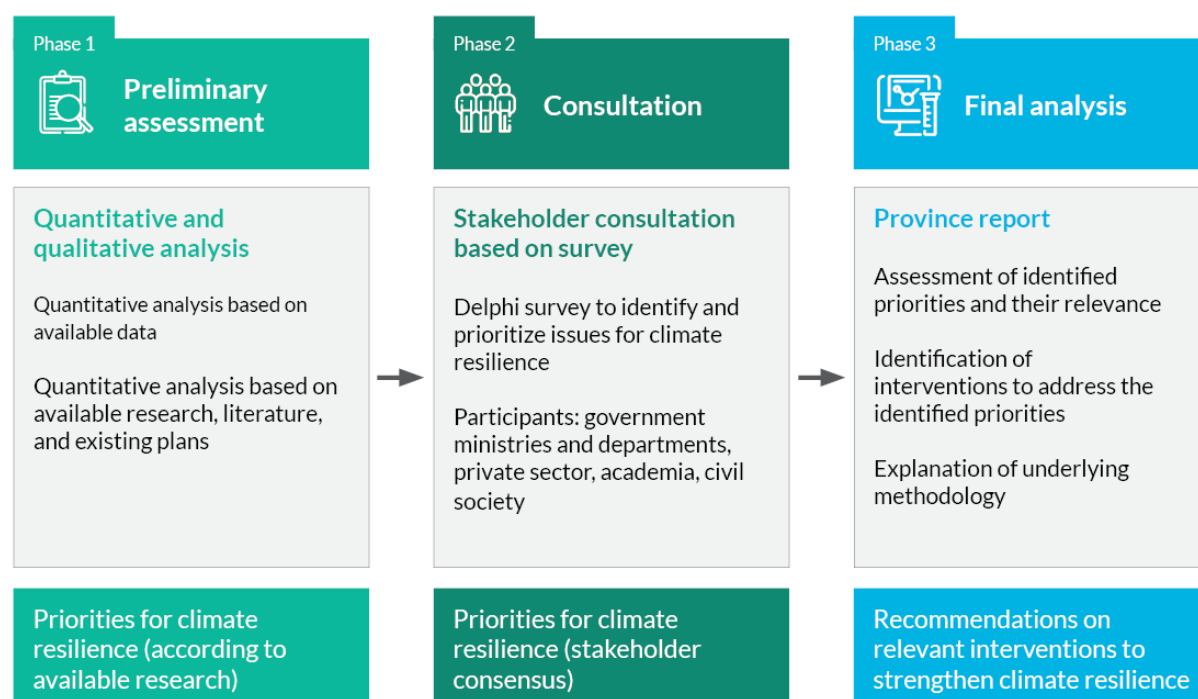 Phase 1
Preliminary
assessment
Quantitative and
qualitative analysis
Quantitative analysis based on
available data
Quantitative analysis based on
available research, literature,
and existing plans
Priorities for climate
resilience (according to
available research)
Phase 2
Consultation
Stakeholder consultation
based on survey
Delphi survey to identify and
prioritize issues for climate
resilience
Participants: government
ministries and departments,
private sector, academia, civil
society
Priorities for climate
resilience (stakeholder
consensus)
Phase 3
Final analysis
Province report
Assessment of identified
priorities and their relevance
Identification of
interventions to address the
identified priorities
Explanation of underlying
methodology
Recommendations on
relevant interventions to
strengthen climate resilience